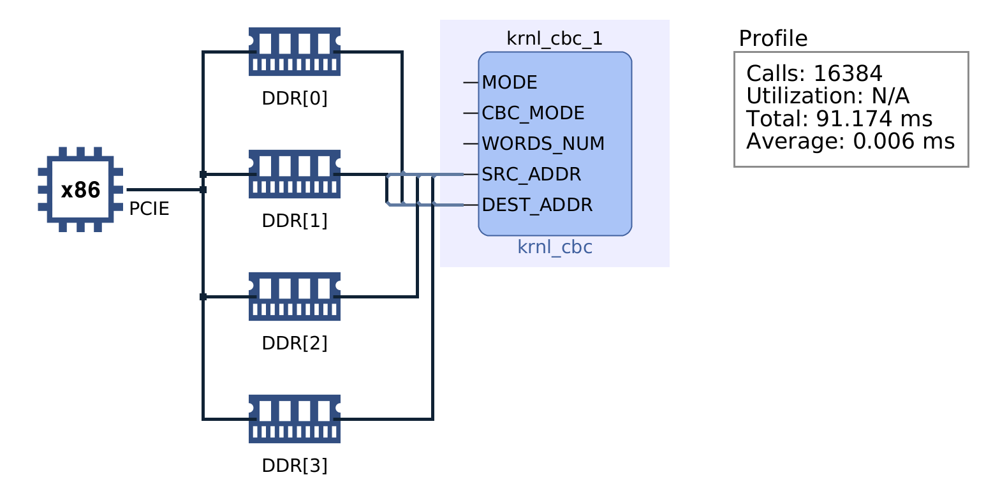 x86
PCIE
DDR[0]
DDR[1]
DDR[2]
DDR[3]
krnl_cbc_1
MODE
CBC_MODE
WORDS_NUM
SRC_ADDR
DEST_ADDR
krnl_cbc
Profile
Calls: 16384
Utilization: N/A
Total: 91.174 ms
Average: 0.006 ms